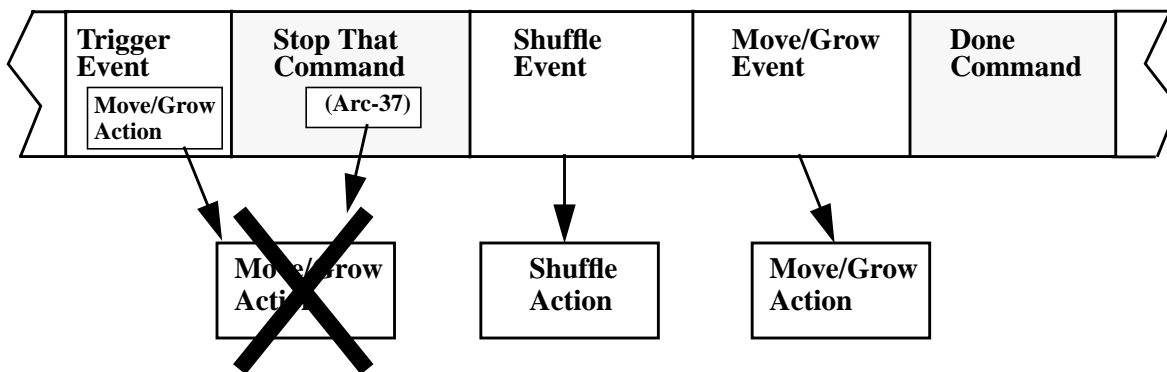 Trigger
Event
Move/Grow
Action
Stop That
Command
(Arc-37)
Shuffle
Event
Move/Grow
Event
Done
Command
Move/Grow
Action
Shuffle
Action
Move/Grow
Action